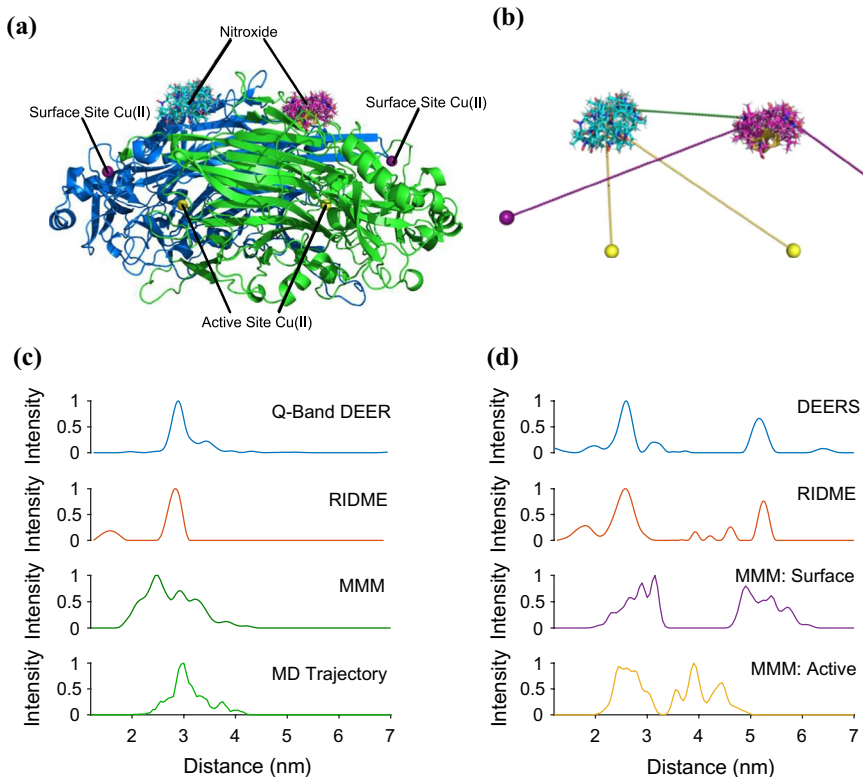 (a)
Nitroxide
Surface Site Cu(II)
Surface Site Cu(II)
Active Site Cu(II)
(b)
(c)
Intensity
1
0.5
0
Q-Band DEER
Intensity
1
0.5
0
RIDME
Intensity
1
0.5
0
MMM
Intensity
1
0.5
0
MD Trajectory
2 3 4 5 6 7
Distance (nm)
(d)
Intensity
1
0.5
0
DEERS
Intensity
1
0.5
0
RIDME
Intensity
1
0.5
0
MMM: Surface
Intensity
1
0.5
0
MMM: Active
2 3 4 5 6 7
Distance (nm)